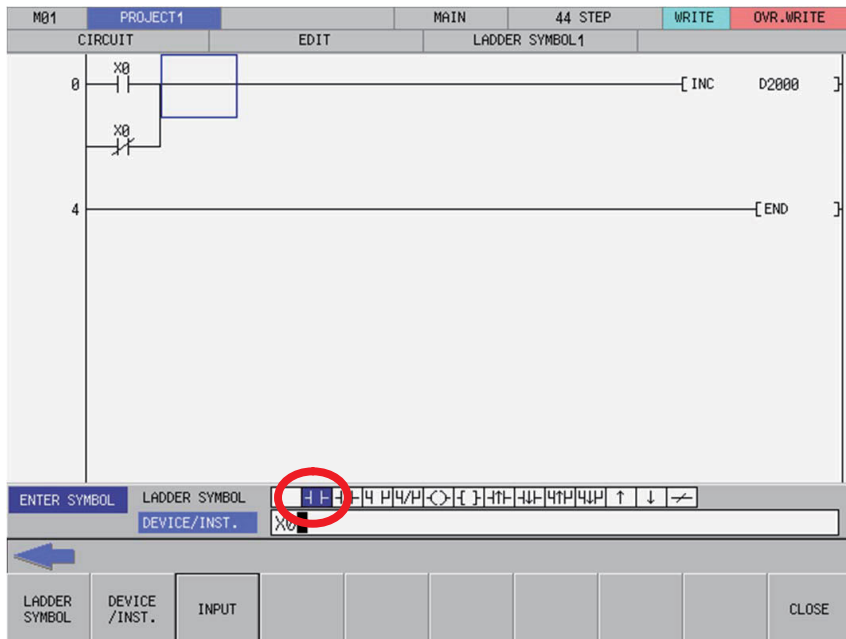 M01 PROJECT1 MAIN 44 STEP WRITE OVR.WRITE
CIRCUIT EDIT LADDER SYMBOL1
X0
0 INC D2000
X0
4 END
ENTER SYMBOL LADDER SYMBOL
DEVICE/INST. X0
LADDER SYMBOL DEVICE /INST. INPUT CLOSE